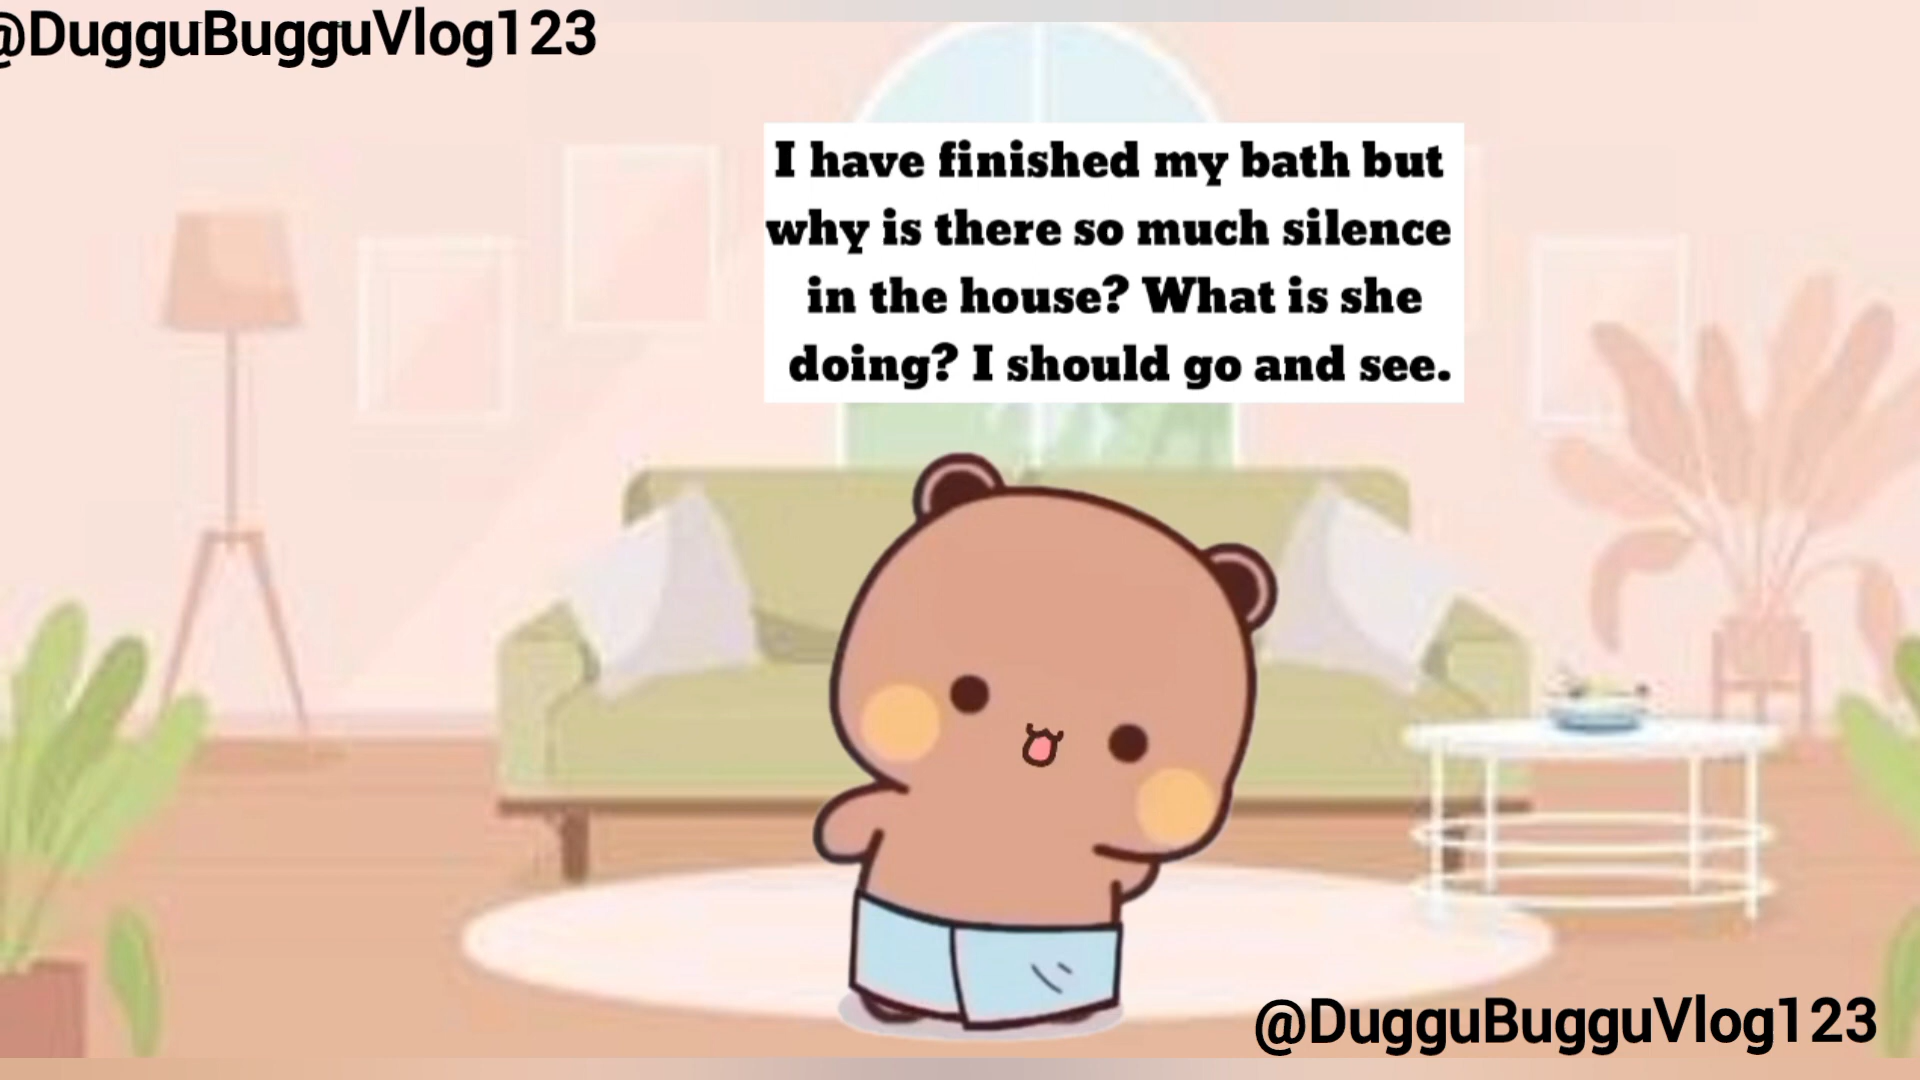 @DugguBugguVlog123
I have finished my bath but
why is there so much silence
in the house? What is she
doing? I should go and see.
@DugguBugguVlog123